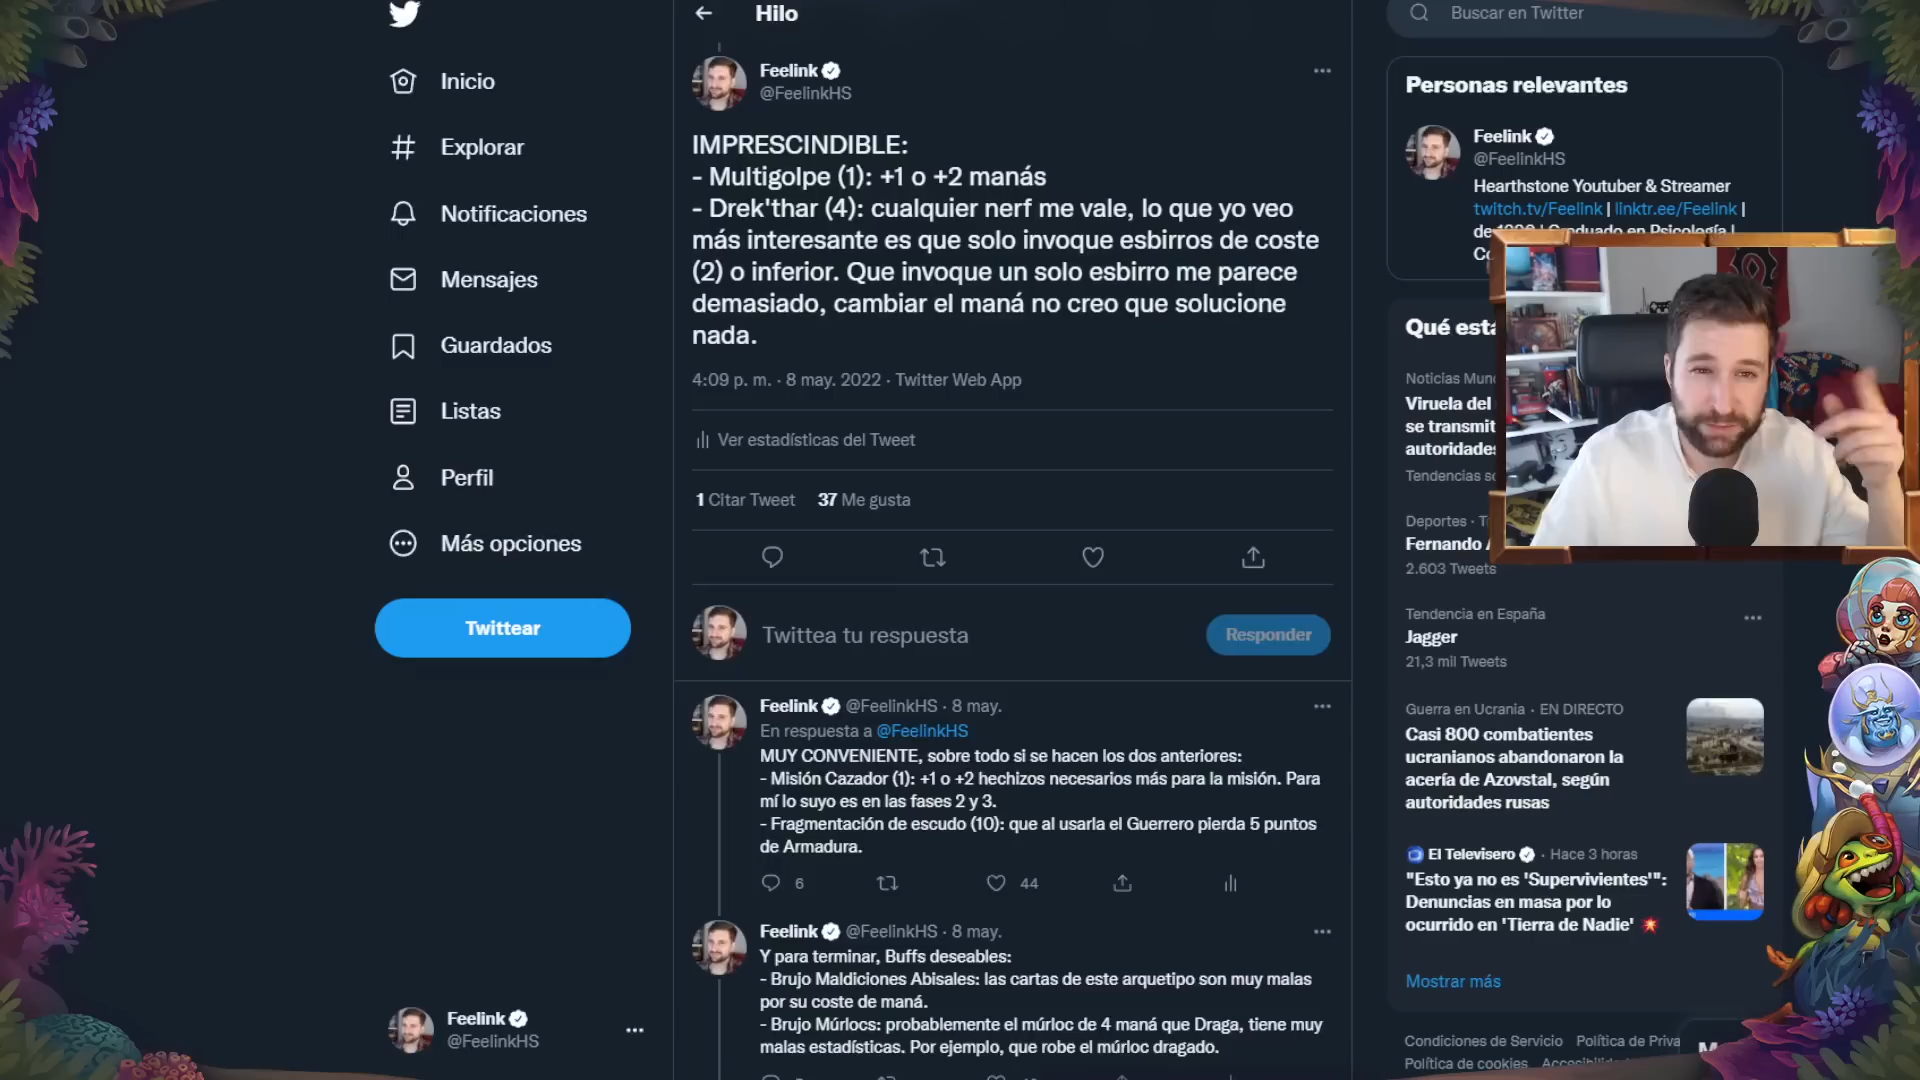 Inicio
Explorar
Notificaciones
Mensajes
Guardados
Listas
Perfil
Más opciones
Twittear
Feelink
@FeelinkHS
Hilo
Feelink
@FeelinkHS
IMPRESCINDIBLE:
- Multigolpe (1): +1 o +2 manás
- Drek'thar (4): cualquier nerf me vale, lo que yo veo
más interesante es que solo invoque esbirros de coste
(2) o inferior. Que invoque un solo esbirro me parece
demasiado, cambiar el maná no creo que solucione
nada.
4:09 p. m. · 8 may. 2022 · Twitter Web App
Ver estadísticas del Tweet
1 Citar Tweet 37 Me gusta
Twittea tu respuesta
Responder
Feelink @FeelinkHS · 8 may.
En respuesta a @FeelinkHS
MUY CONVENIENTE, sobre todo si se hacen los dos anteriores:
- Misión Cazador (1): +1 o +2 hechizos necesarios más para la misión. Para
mí lo suyo es en las fases 2 y 3.
- Fragmentación de escudo (10): que al usarla el Guerrero pierda 5 puntos
de Armadura.
6 44
Feelink @FeelinkHS · 8 may.
Y para terminar, Buffs deseables:
- Brujo Maldiciones Abisales: las cartas de este arquetipo son muy malas
por su coste de maná.
- Brujo Múrlocs: probablemente el múrloc de 4 maná que Draga, tiene muy
malas estadísticas. Por ejemplo, que robe el múrloc dragado.
Buscar en Twitter
Personas relevantes
Feelink
@FeelinkHS
Hearthstone Youtuber & Streamer
twitch.tv/Feelink | linktr.ee/Feelink |
Qué est
Noticias
Viruela del
se transmit
autoridades
Tendencias
Deportes ·
Fernando
2.603 Tweets
Tendencia en España
Jagger
21,3 mil Tweets
Guerra en Ucrania · EN DIRECTO
Casi 800 combatientes
ucranianos abandonaron la
acería de Azovstal, según
autoridades rusas
El Televisero · Hace 3 horas
"Esto ya no es 'Supervivientes'":
Denuncias en masa por lo
ocurrido en 'Tierra de Nadie'
Mostrar más
Condiciones de Servicio Política de Priva
Política de cookies